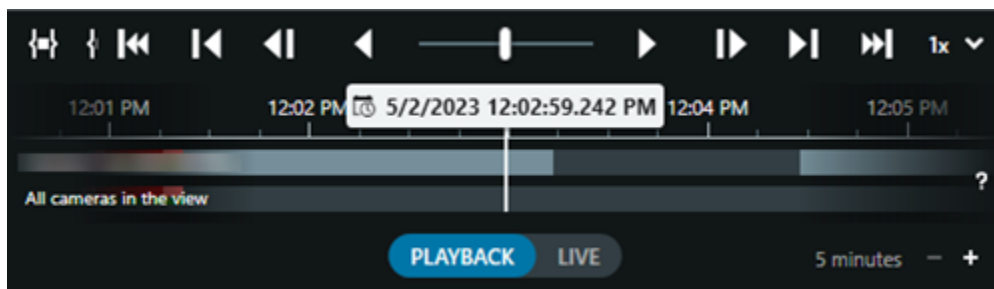 1x
12:01 PM 12:02 PM 5/2/2023 12:02:59.242 PM 12:04 PM 12:05 PM
?
All cameras in the view
PLAYBACK LIVE 5 minutes − +